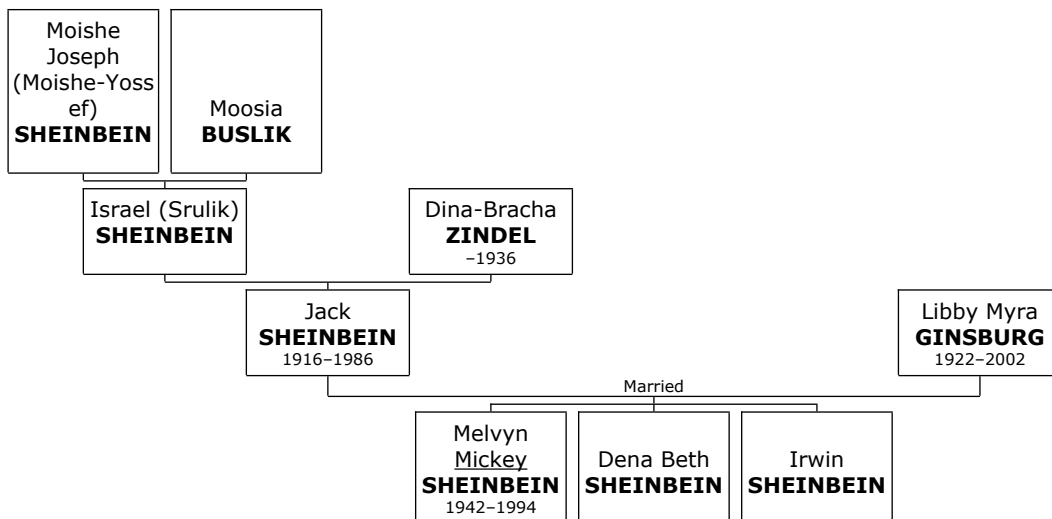 Moishe
Joseph
(Moishe-Yoss
ef)
SHEINBEIN
Moosia
BUSLIK
Israel (Srulik)
SHEINBEIN
Dina-Bracha
ZINDEL
–1936
Jack
SHEINBEIN
1916–1986
Libby Myra
GINSBURG
1922–2002
Married
Melvyn
Mickey
SHEINBEIN
1942–1994
Dena Beth
SHEINBEIN
Irwin
SHEINBEIN